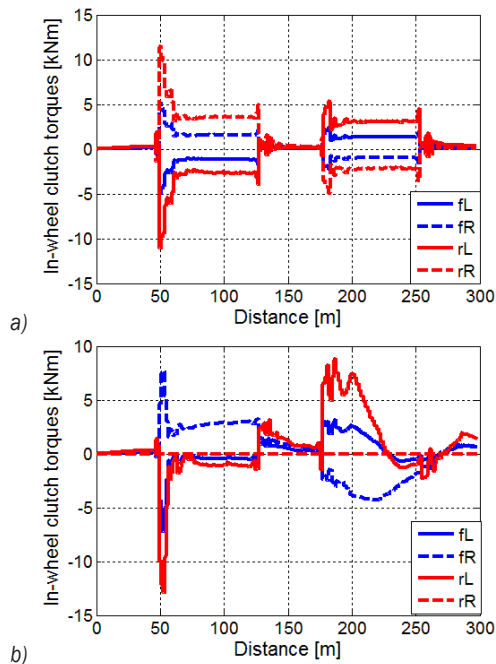 In-wheel clutch torques [kNm]
15
10
5
0
-5
-10
-15
fL
fR
rL
rR
0 50 100 150 200 250 300
Distance [m]
a)
In-wheel clutch torques [kNm]
10
5
0
-5
-10
-15
fL
fR
rL
rR
0 50 100 150 200 250 300
Distance [m]
b)